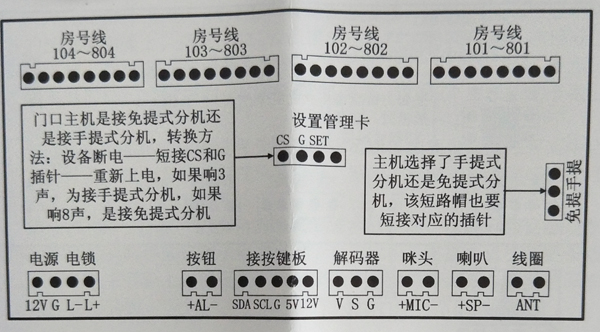 房号线
104～804
房号线
103～803
房号线
102～802
房号线
101～801
门口主机是接免提式分机还
是接手提式分机，转换方
法：设备断电——短接CS和G
插针——重新上电，如果响3
声，为接手提式分机，如果
响8声，是接免提式分机
设置管理卡
CS G SET
主机选择了手提式
分机还是免提式分
机，该短路帽也要
短接对应的插针
免提手提
电源 电锁
12V G L-L+
按钮
+AL-
接按键板
SDA SCL G 5V12V
解码器
V S G
咪头
+MIC-
喇叭
+SP-
线圈
ANT